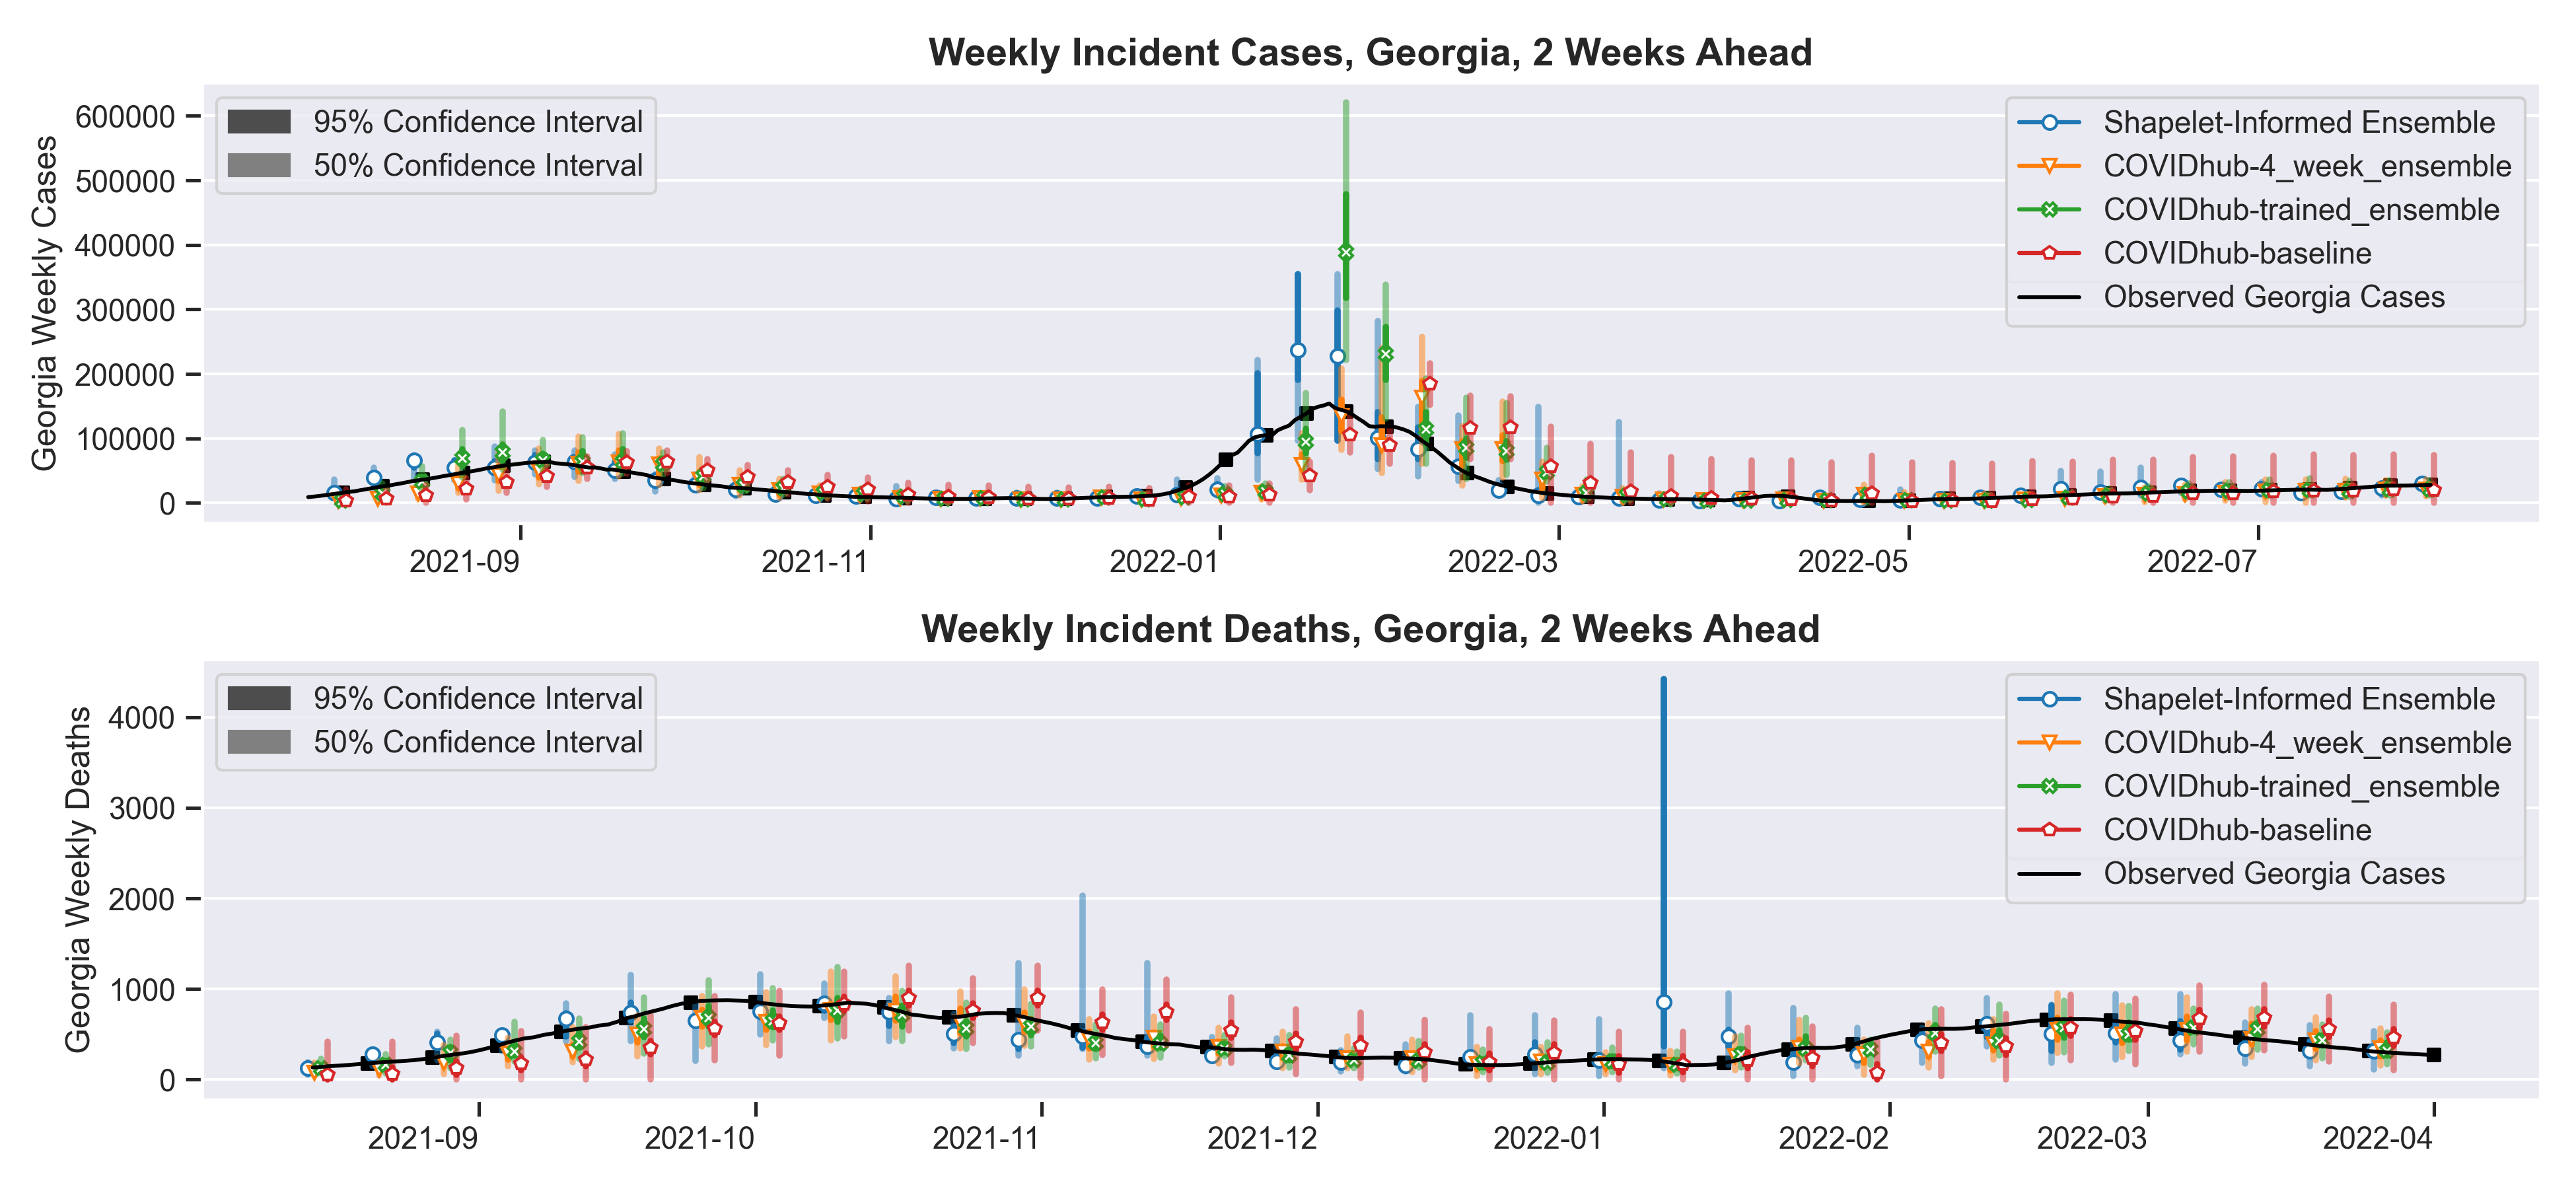 Weekly Incident Cases, Georgia, 2 Weeks Ahead
Georgia Weekly Cases
600000
500000
400000
300000
200000
100000
0
95% Confidence Interval
50% Confidence Interval
Shapelet-Informed Ensemble
COVIDhub-4_week_ensemble
COVIDhub-trained_ensemble
COVIDhub-baseline
Observed Georgia Cases
2021-09
2021-11
2022-01
2022-03
2022-05
2022-07
Weekly Incident Deaths, Georgia, 2 Weeks Ahead
Georgia Weekly Deaths
4000
3000
2000
1000
0
95% Confidence Interval
50% Confidence Interval
Shapelet-Informed Ensemble
COVIDhub-4_week_ensemble
COVIDhub-trained_ensemble
COVIDhub-baseline
Observed Georgia Cases
2021-09
2021-10
2021-11
2021-12
2022-01
2022-02
2022-03
2022-04